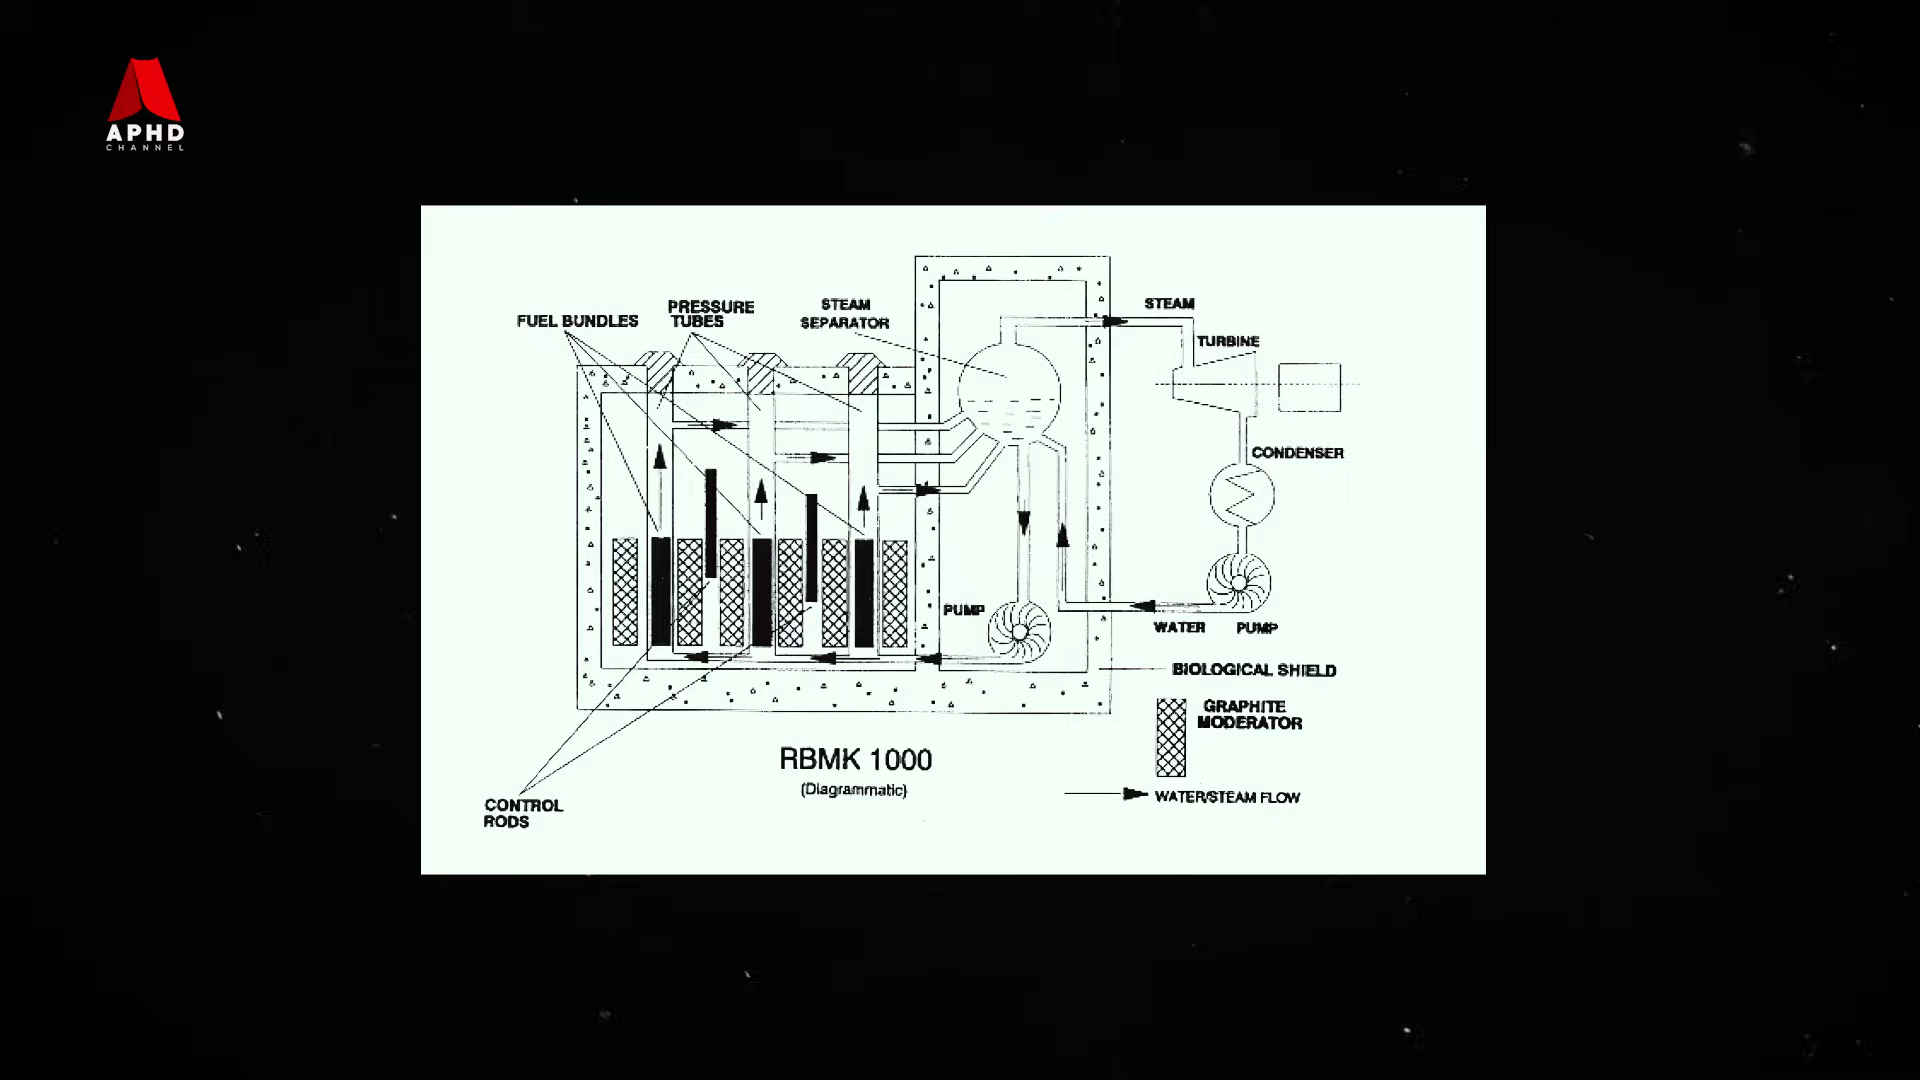 APHD
CHANNEL
FUEL BUNDLES
PRESSURE
TUBES
STEAM
SEPARATOR
STEAM
TURBINE
CONDENSER
PUMP
WATER
PUMP
BIOLOGICAL SHIELD
GRAPHITE
MODERATOR
RBMK 1000
(Diagrammatic)
WATER/STEAM FLOW
CONTROL
RODS